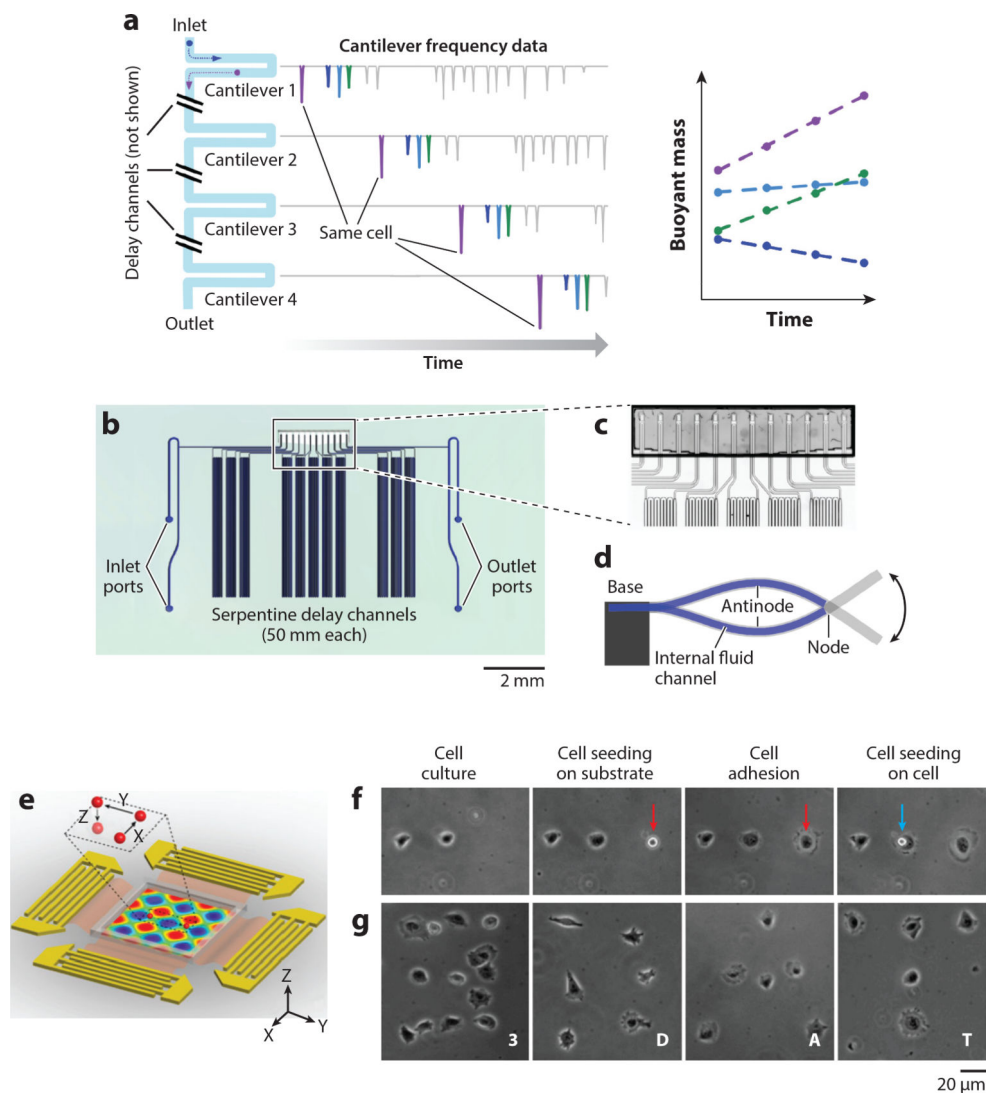 a
Inlet
Cantilever frequency data
Cantilever 1
Cantilever 2
Cantilever 3
Cantilever 4
Outlet
Delay channels (not shown)
Same cell
Time
Buoyant mass
Time
b
Inlet
ports
Outlet
ports
Serpentine delay channels
(50 mm each)
2 mm
c
d
Base
Antinode
Internal fluid
channel
Node
e
Z
Y
X
Z
X
Y
Cell
culture
Cell seeding
on substrate
Cell
adhesion
Cell seeding
on cell
f
g
3
D
A
T
20 μm